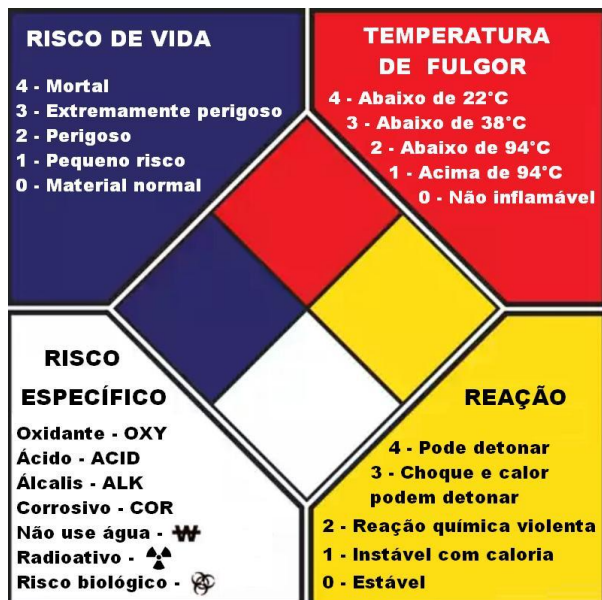 RISCO DE VIDA
4 - Mortal
3 - Extremamente perigoso
2 - Perigoso
1 - Pequeno risco
0 - Material normal
TEMPERATURA
DE FULGOR
4 - Abaixo de 22°C
3 - Abaixo de 38°C
2 - Abaixo de 94°C
1 - Acima de 94°C
0 - Não inflamável
RISCO
ESPECÍFICO
Oxidante - OXY
Ácido - ACID
Álcalis - ALK
Corrosivo - COR
Não use água - W
Radioativo -
Risco biológico -
REAÇÃO
4 - Pode detonar
3 - Choque e calor
podem detonar
2 - Reação química violenta
1 - Instável com caloria
0 - Estável